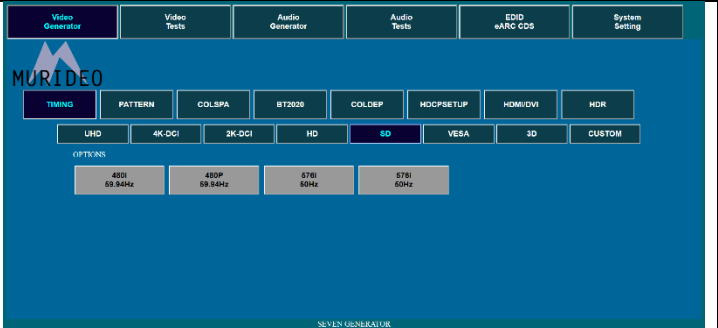 Video Video Audio Audio EDID System
Generator Tests Generator Tests eARC CDS Setting
MURIDEO
TIMING PATTERN COLSPA BT2020 COLDEP HDCPSETUP HDMI/DVI HDR
UHD 4K-DCI 2K-DCI HD SD VESA 3D CUSTOM
OPTIONS
480I 480P 576I 576I
59.94Hz 59.94Hz 50Hz 50Hz
SEVEN GENERATOR